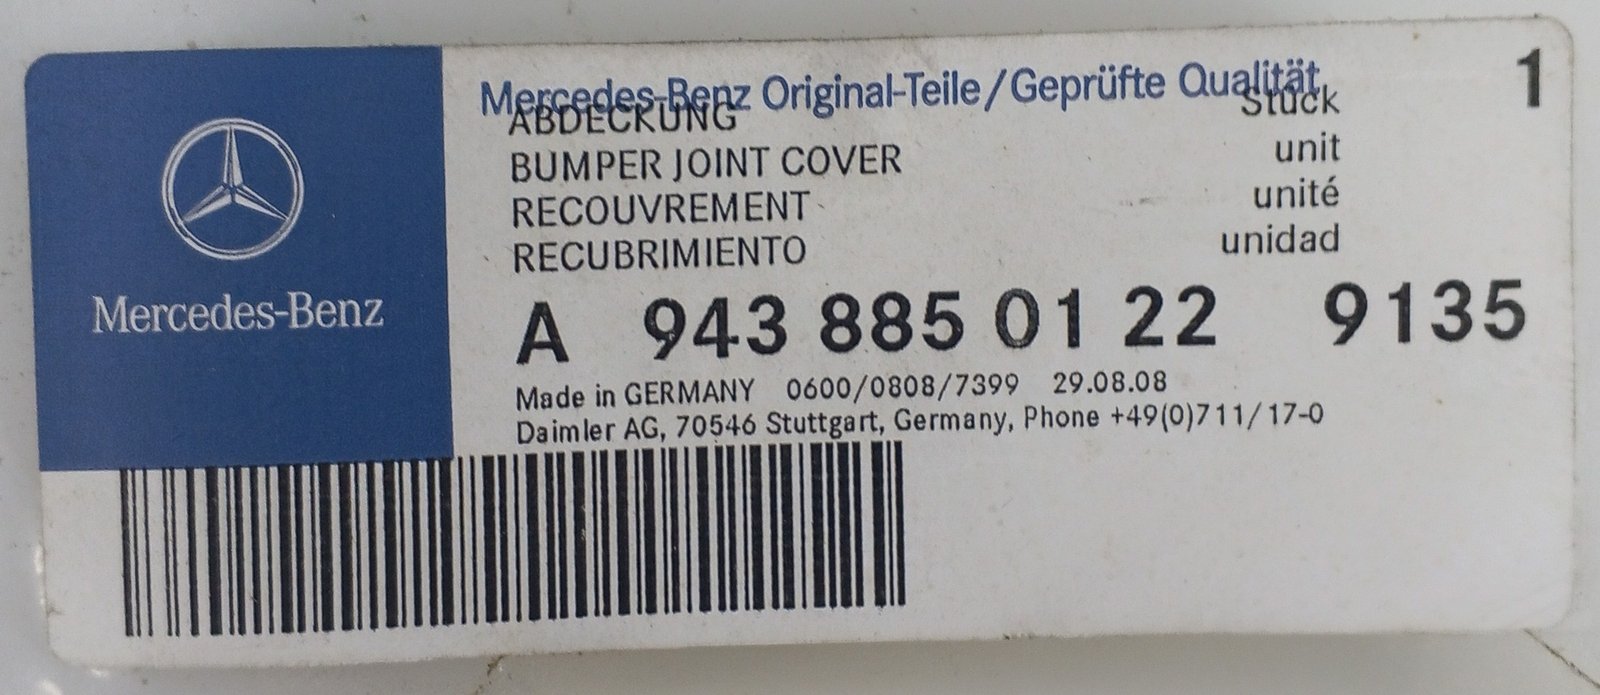 Mercedes-Benz
Mercedes-Benz Original-Teile/Geprüfte Qualität
ABDECKUNG Stück 1
BUMPER JOINT COVER unit
RECOUVREMENT unité
RECUBRIMIENTO unidad
A 943 885 01 22 9135
Made in GERMANY 0600/0808/7399 29.08.08
Daimler AG, 70546 Stuttgart, Germany, Phone +49(0)711/17-0